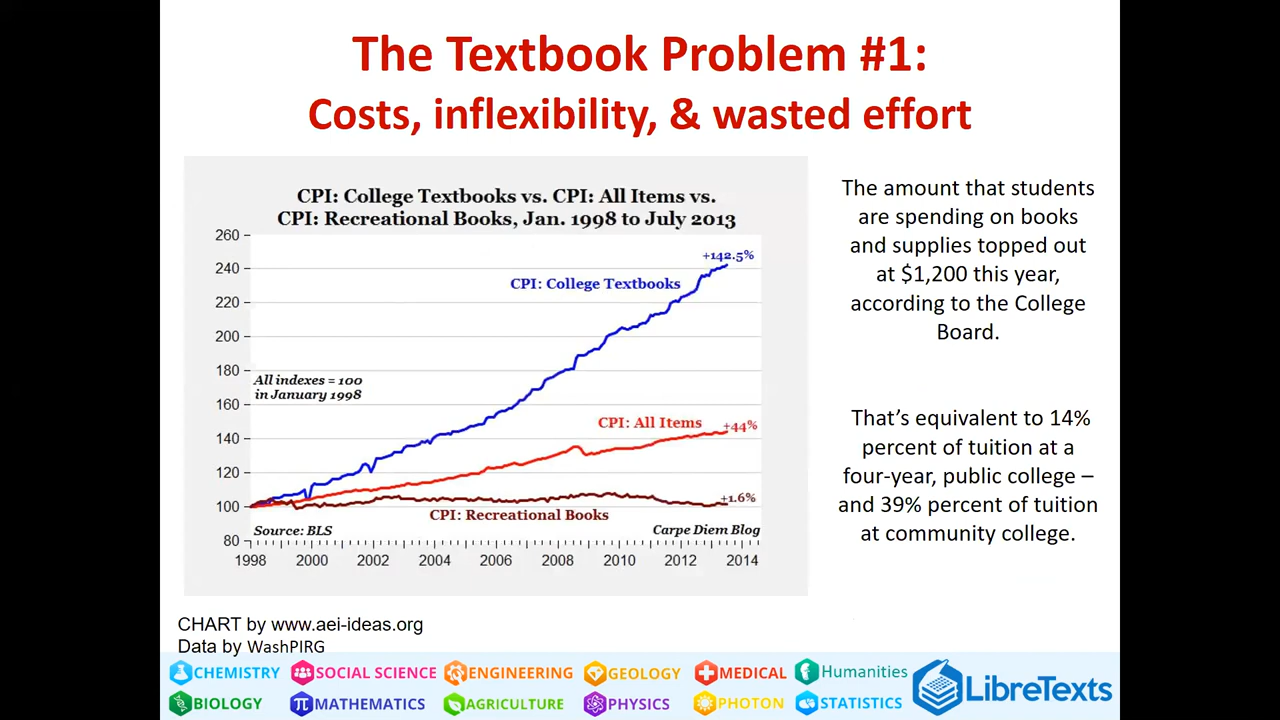 The Textbook Problem #1:
Costs, inflexibility, & wasted effort
CPI: College Textbooks vs. CPI: All Items vs.
CPI: Recreational Books, Jan. 1998 to July 2013
260
240
220
200
180
160
140
120
100
80
+142.5%
CPI: College Textbooks
All indexes = 100
in January 1998
CPI: All Items
+44%
+1.6%
CPI: Recreational Books
Source: BLS
Carpe Diem Blog
1998 2000 2002 2004 2006 2008 2010 2012 2014
The amount that students
are spending on books
and supplies topped out
at $1,200 this year,
according to the College
Board.
That's equivalent to 14%
percent of tuition at a
four-year, public college –
and 39% percent of tuition
at community college.
CHART by www.aei-ideas.org
Data by WashPIRG
CHEMISTRY SOCIAL SCIENCE ENGINEERING GEOLOGY MEDICAL Humanities
BIOLOGY MATHEMATICS AGRICULTURE PHYSICS PHOTON STATISTICS
LibreTexts